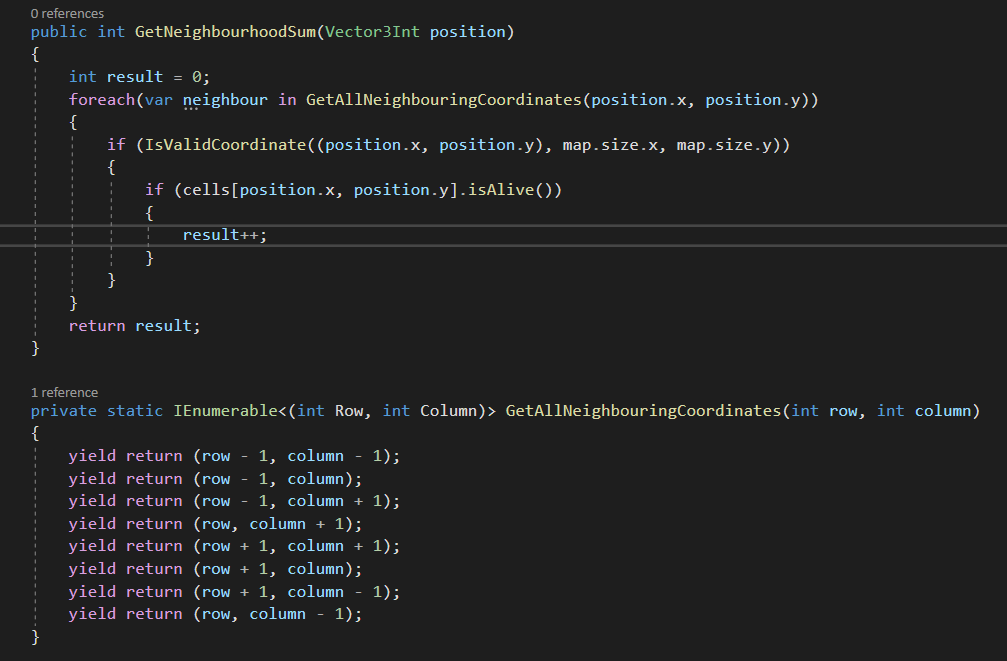 0 references
public int GetNeighbourhoodSum(Vector3Int position)
{
    int result = 0;
    foreach(var neighbour in GetAllNeighbouringCoordinates(position.x, position.y))
    {
        if (IsValidCoordinate((position.x, position.y), map.size.x, map.size.y))
        {
            if (cells[position.x, position.y].isAlive())
            {
                result++;
            }
        }
    }
    return result;
}
1 reference
private static IEnumerable<(int Row, int Column)> GetAllNeighbouringCoordinates(int row, int column)
{
    yield return (row - 1, column - 1);
    yield return (row - 1, column);
    yield return (row - 1, column + 1);
    yield return (row, column + 1);
    yield return (row + 1, column + 1);
    yield return (row + 1, column);
    yield return (row + 1, column - 1);
    yield return (row, column - 1);
}